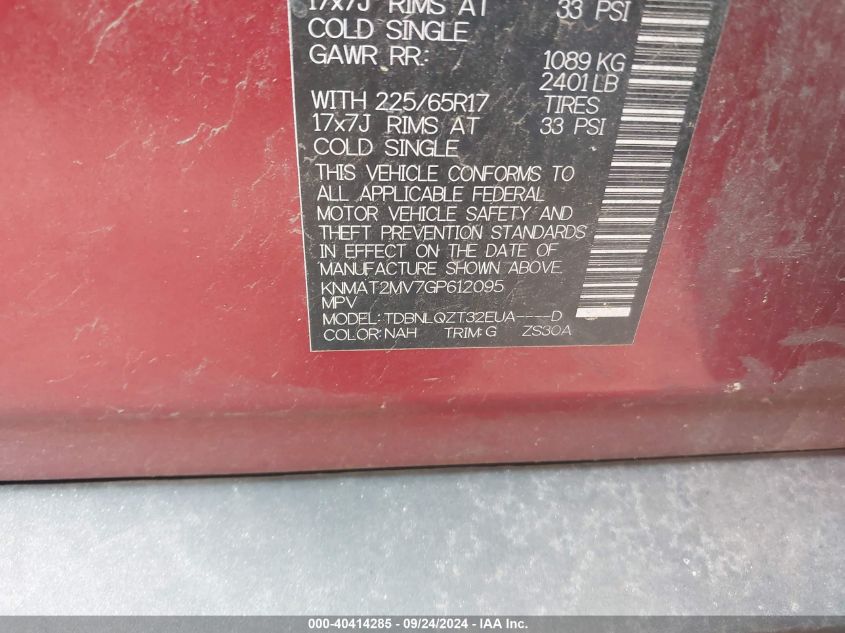 17x7J RIMS AT 33 PSI
COLD SINGLE
GAWR RR: 1089 KG
2401 LB
WITH 225/65R17 TIRES
17x7J RIMS AT 33 PSI
COLD SINGLE
THIS VEHICLE CONFORMS TO
ALL APPLICABLE FEDERAL
MOTOR VEHICLE SAFETY AND
THEFT PREVENTION STANDARDS
IN EFFECT ON THE DATE OF
MANUFACTURE SHOWN ABOVE.
KNMAT2MV7GP612095
MPV
MODEL: TDBNLQZT32EUA----D
COLOR: NAH TRIM: G ZS30A
000-40414285 - 09/24/2024 - IAA Inc.